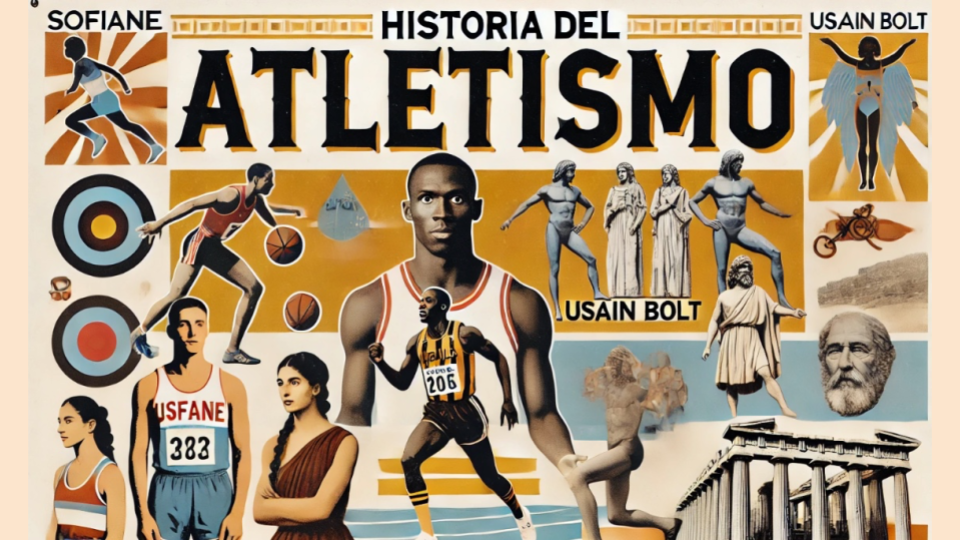 SOFIANE
HISTORIA DEL
USAIN BOLT
ATLETISMO
USAIN BOLT
206
USFANE
383